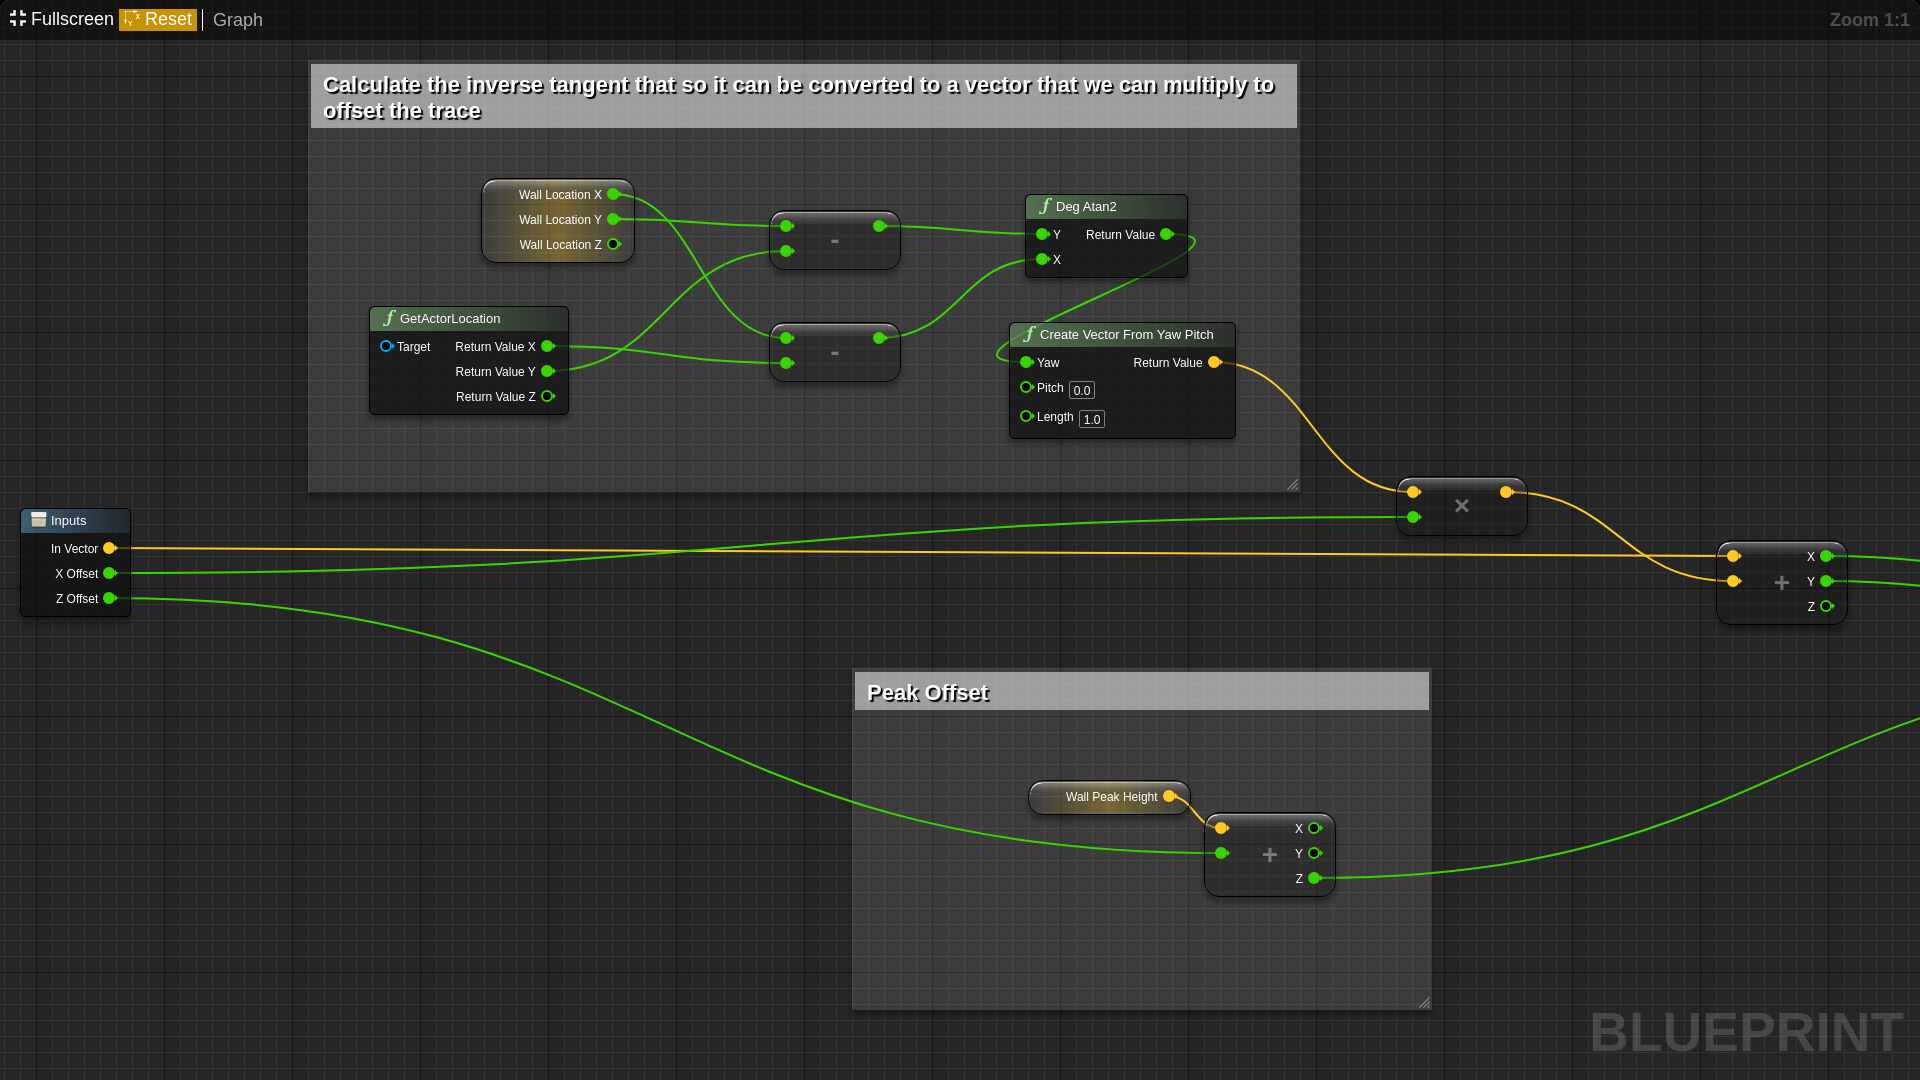 Fullscreen Reset Graph Zoom 1:1
Calculate the inverse tangent that so it can be converted to a vector that we can multiply to
offset the trace
Wall Location X
Wall Location Y
Wall Location Z
-
Deg Atan2
Y Return Value
X
GetActorLocation
Target Return Value X
Return Value Y
Return Value Z
-
Create Vector From Yaw Pitch
Yaw Return Value
Pitch 0.0
Length 1.0
×
Inputs
In Vector
X Offset
Z Offset
X
+ Y
Z
Peak Offset
Wall Peak Height
X
+ Y
Z
BLUEPRINT